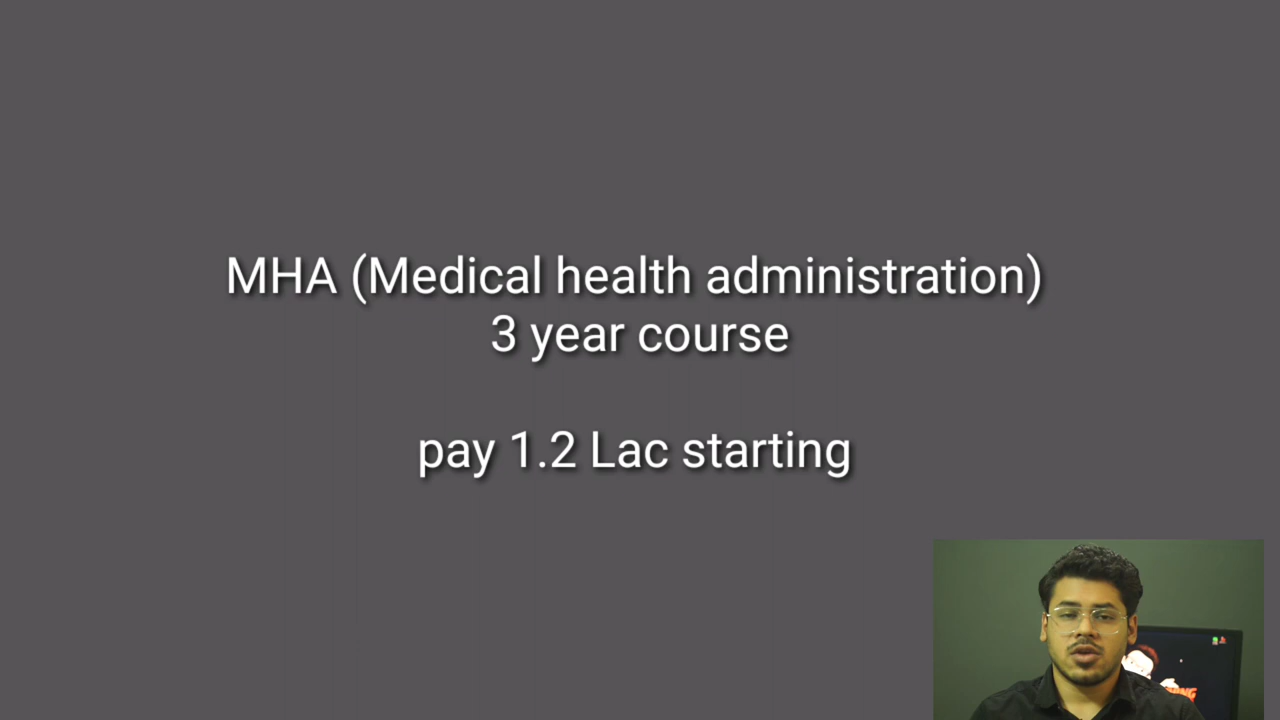 MHA (Medical health administration)
3 year course
pay 1.2 Lac starting